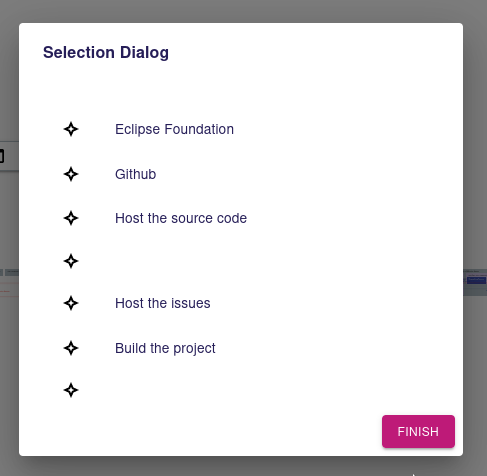 Selection Dialog
Eclipse Foundation
Github
Host the source code
Host the issues
Build the project
FINISH